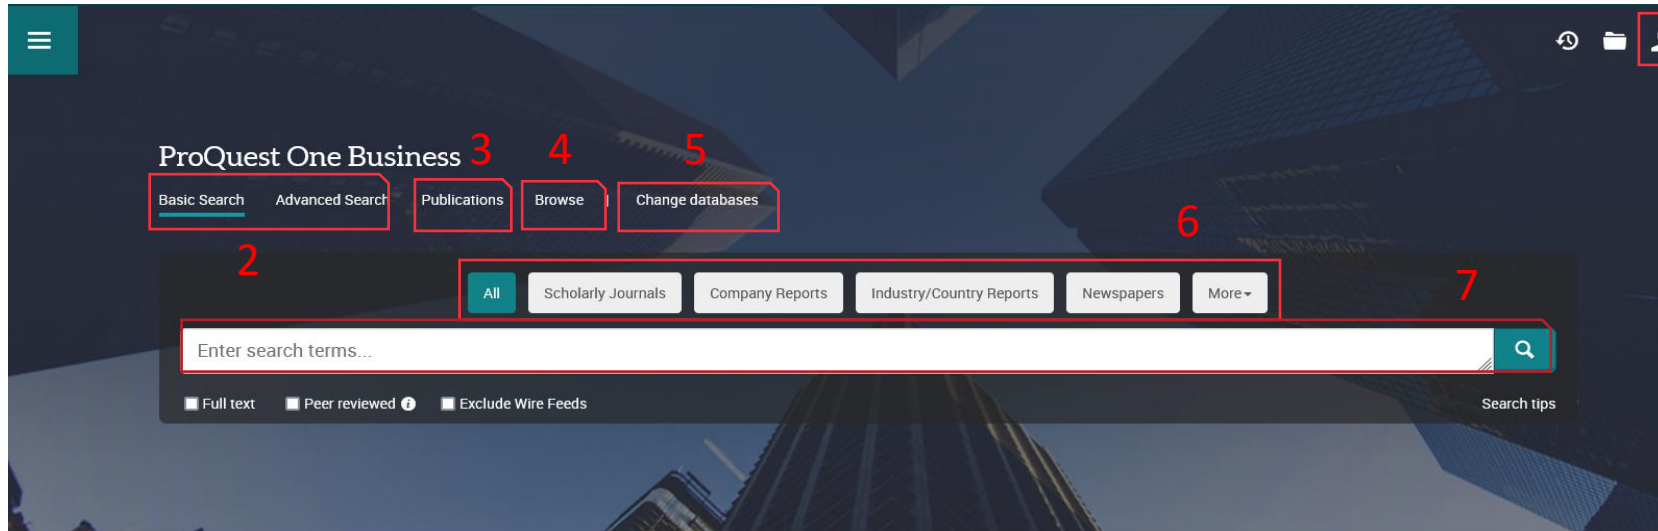 ProQuest One Business 3 4 5
Basic Search Advanced Search Publications Browse | Change databases
2 6 7
All Scholarly Journals Company Reports Industry/Country Reports Newspapers More
Enter search terms...
Full text Peer reviewed i Exclude Wire Feeds Search tips